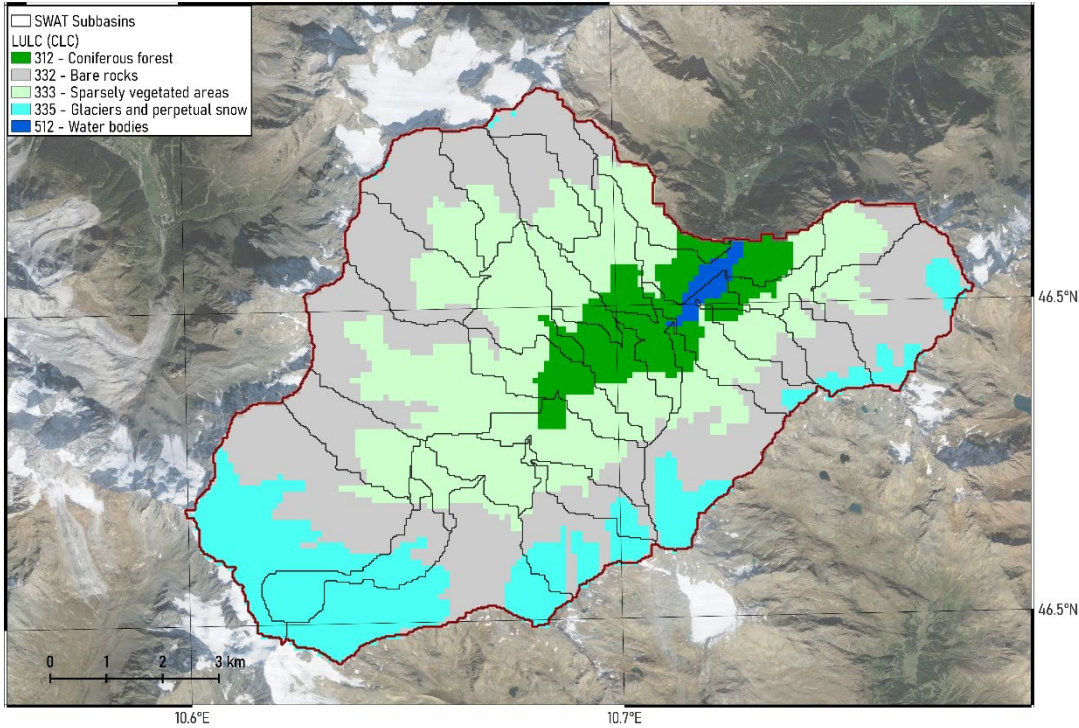 SWAT Subbasins
LULC (CLC)
312 - Coniferous forest
332 - Bare rocks
333 - Sparsely vegetated areas
335 - Glaciers and perpetual snow
512 - Water bodies
46.5°N
46.5°N
0 1 2 3 km
10.6°E 10.7°E